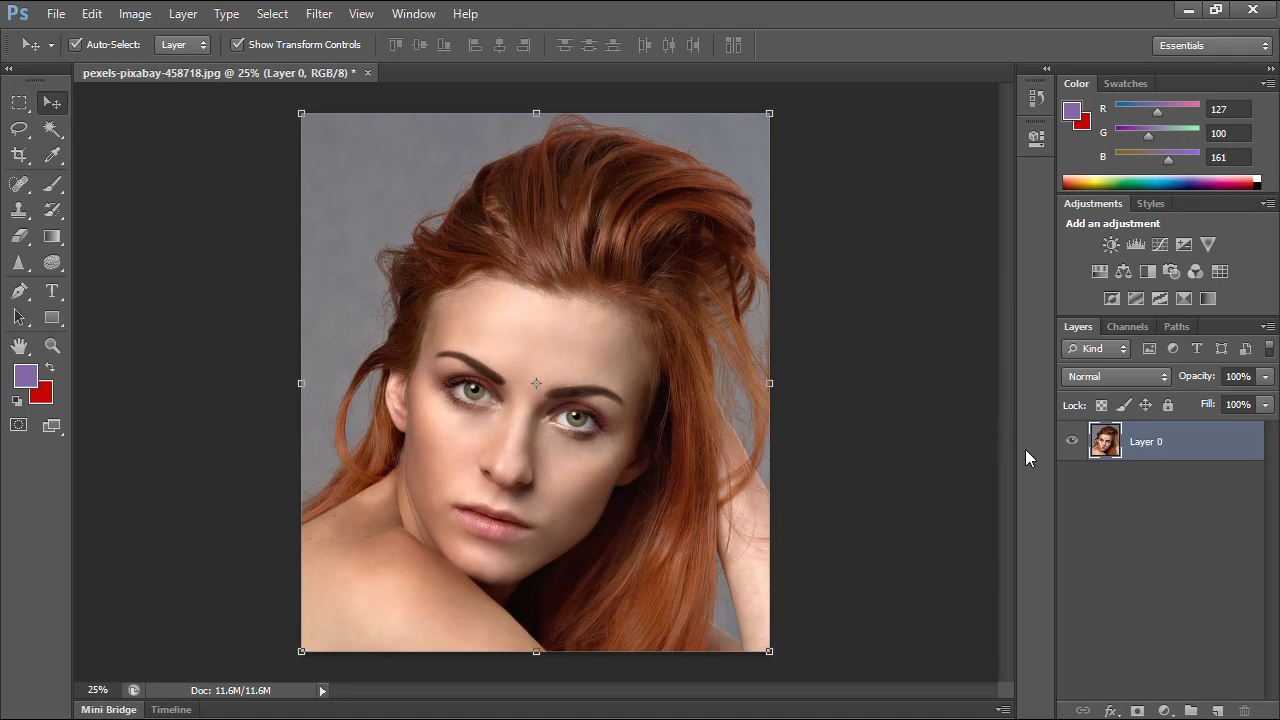 Ps File Edit Image Layer Type Select Filter View Window Help
Auto-Select: Layer Show Transform Controls Essentials
pexels-pixabay-458718.jpg @ 25% (Layer 0, RGB/8) * ×
Color Swatches
R 127
G 100
B 161
Adjustments Styles
Add an adjustment
Layers Channels Paths
Kind T
Normal Opacity: 100%
Lock: Fill: 100%
Layer 0
25% Doc: 11.6M/11.6M
Mini Bridge Timeline
fx